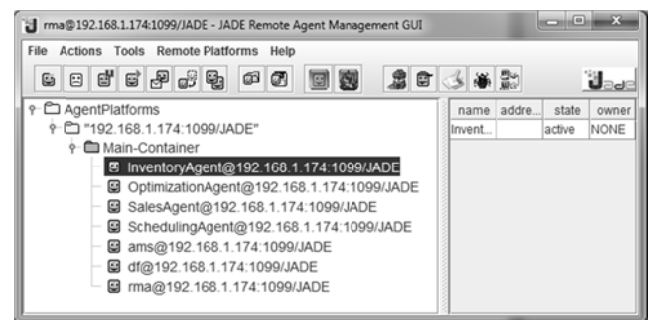 rma@192.168.1.174:1099/JADE - JADE Remote Agent Management GUI
File Actions Tools Remote Platforms Help
Jade
AgentPlatforms
"192.168.1.174:1099/JADE"
Main-Container
InventoryAgent@192.168.1.174:1099/JADE
OptimizationAgent@192.168.1.174:1099/JADE
SalesAgent@192.168.1.174:1099/JADE
SchedulingAgent@192.168.1.174:1099/JADE
ams@192.168.1.174:1099/JADE
df@192.168.1.174:1099/JADE
rma@192.168.1.174:1099/JADE
name addre... state owner
Invent... active NONE